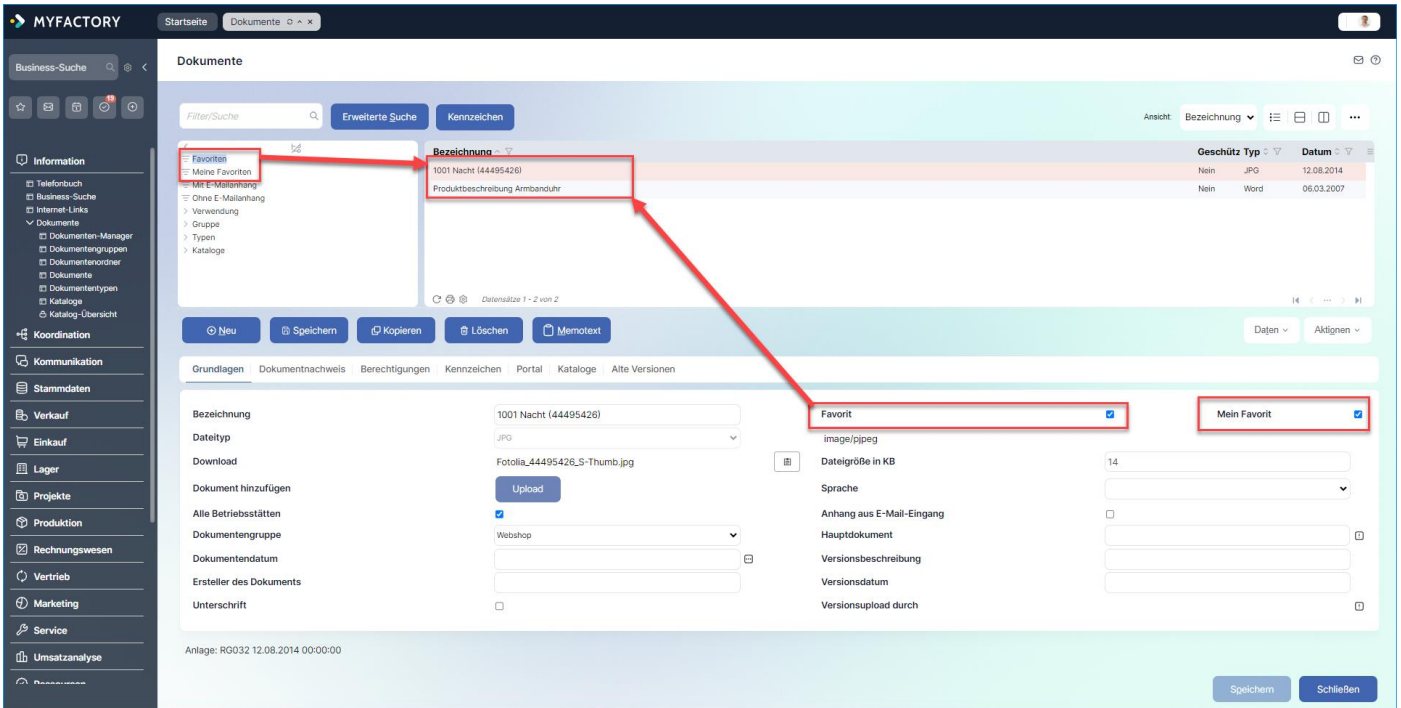 MYFACTORY
Startseite
Dokumente
Business-Suche
Dokumente
19
Filter/Suche
Erweiterte Suche
Kennzeichen
Ansicht: Bezeichnung
Information
Telefonbuch
Business-Suche
Internet-Links
Dokumente
Dokumenten-Manager
Dokumentengruppen
Dokumentenordner
Dokumente
Dokumententypen
Kataloge
Katalog-Übersicht
Koordination
Kommunikation
Stammdaten
Verkauf
Einkauf
Lager
Projekte
Produktion
Rechnungswesen
Vertrieb
Marketing
Service
Umsatzanalyse
Favoriten
Meine Favoriten
Mit E-Mailanhang
Ohne E-Mailanhang
Verwendung
Gruppe
Typen
Kataloge
Bezeichnung Geschütz Typ Datum
1001 Nacht (44495426) Nein JPG 12.08.2014
Produktbeschreibung Armbanduhr Nein Word 06.03.2007
Datensätze 1 - 2 von 2
Neu Speichern Kopieren Löschen Memotext Daten Aktionen
Grundlagen Dokumentnachweis Berechtigungen Kennzeichen Portal Kataloge Alte Versionen
Bezeichnung 1001 Nacht (44495426) Favorit Mein Favorit
Dateityp JPG image/pjpeg
Download Fotolia_44495426_S-Thumb.jpg Dateigröße in KB 14
Dokument hinzufügen Upload Sprache
Alle Betriebsstätten Anhang aus E-Mail-Eingang
Dokumentengruppe Webshop Hauptdokument
Dokumentendatum Versionsbeschreibung
Ersteller des Dokuments Versionsdatum
Unterschrift Versionsupload durch
Anlage: RG032 12.08.2014 00:00:00
Speichern Schließen